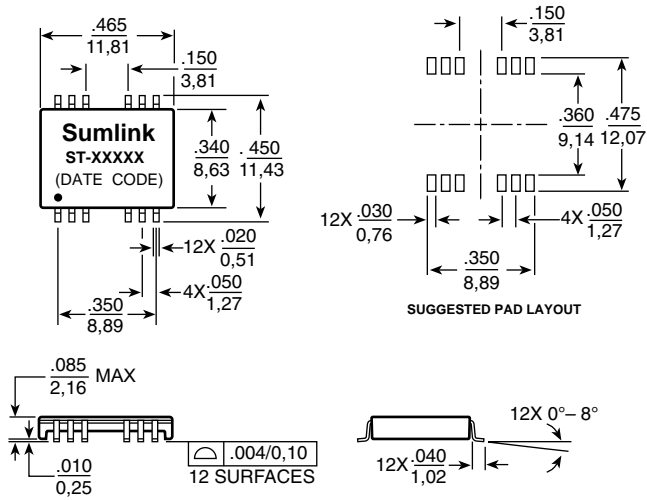 .465
11,81
.150
3,81
.150
3,81
Sumlink
ST-XXXXX
(DATE CODE)
.340
8,63
.450
11,43
.360
9,14
.475
12,07
12X .020
0,51
4X .050
1,27
.350
8,89
12X .030
0,76
4X .050
1,27
.350
8,89
SUGGESTED PAD LAYOUT
.085
2,16
MAX
.010
0,25
.004/0,10
12 SURFACES
12X 0°– 8°
12X .040
1,02